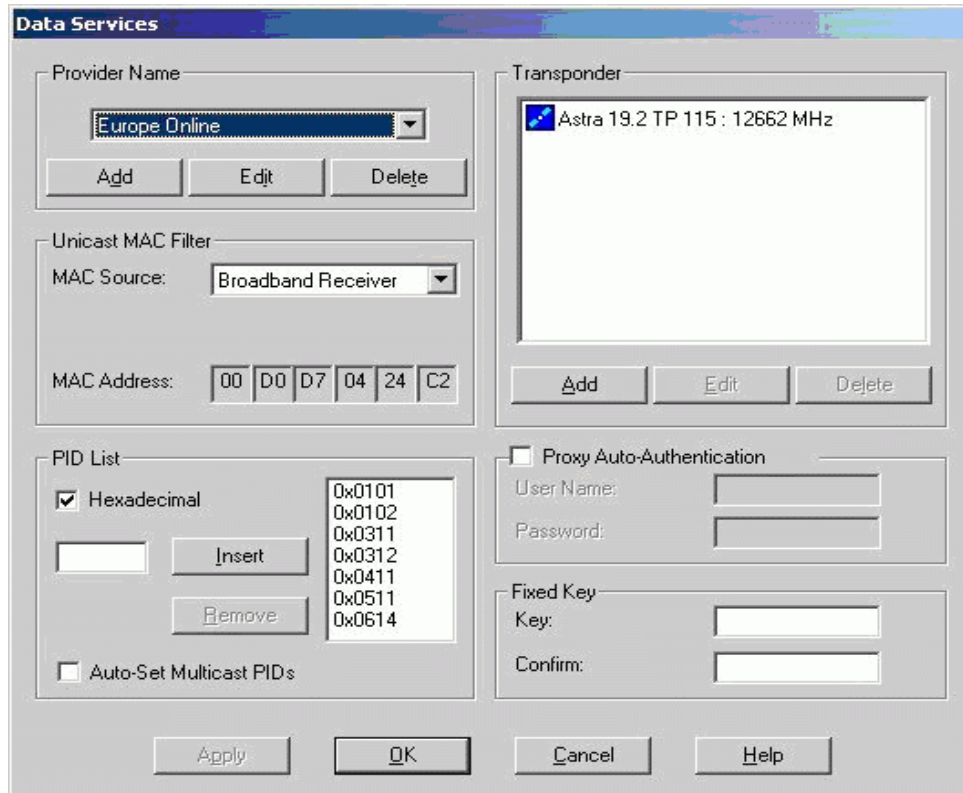 Data Services
Provider Name
Europe Online
Add
Edit
Delete
Unicast MAC Filter
MAC Source:
Broadband Receiver
MAC Address:
00 D0 D7 04 24 C2
PID List
Hexadecimal
Insert
Remove
0x0101
0x0102
0x0311
0x0312
0x0411
0x0511
0x0614
Auto-Set Multicast PIDs
Transponder
Astra 19.2 TP 115 : 12662 MHz
Add
Edit
Delete
Proxy Auto-Authentication
User Name:
Password:
Fixed Key
Key:
Confirm:
Apply
OK
Cancel
Help